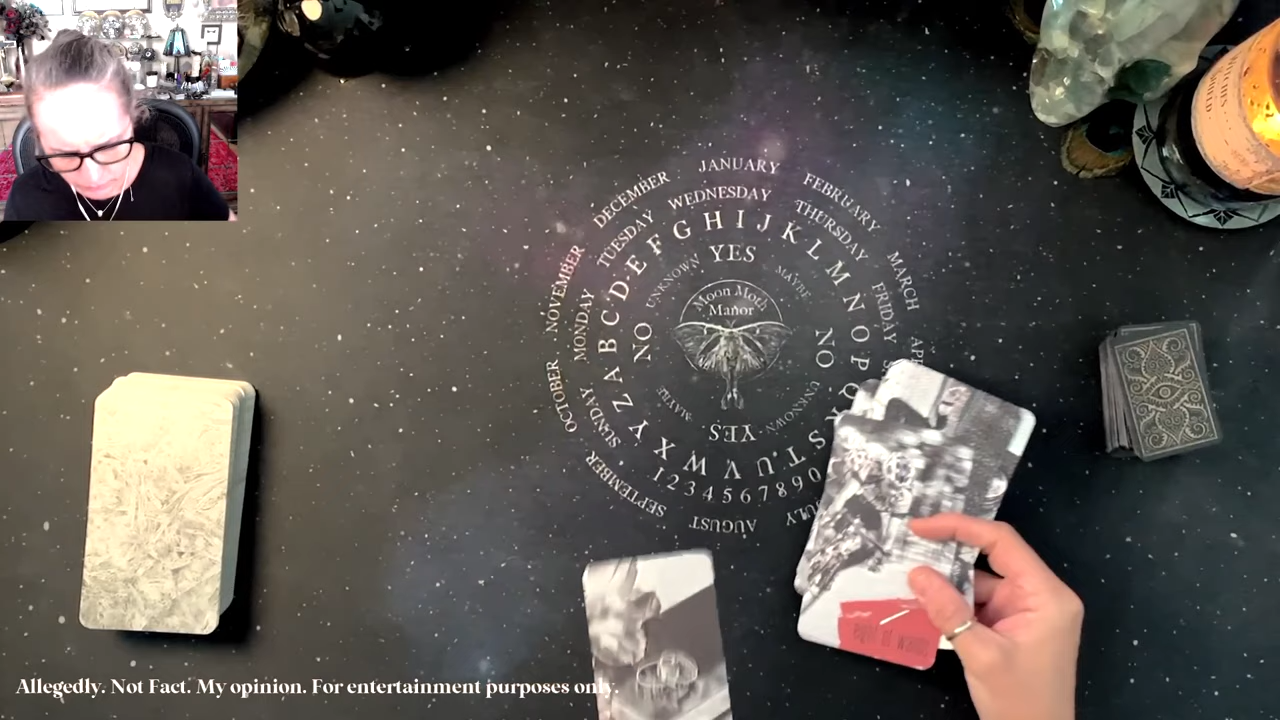 JANUARY
FEBRUARY
MARCH
JULY
AUGUST
SEPTEMBER
OCTOBER
NOVEMBER
DECEMBER
SUNDAY
MONDAY
TUESDAY
WEDNESDAY
THURSDAY
FRIDAY
A B C D E F G H I J K L M N O P Q R S T U V W X Y Z
1 2 3 4 5 6 7 8 9 0
YES
MAYBE
NO
UNKNOWN
YES
MAYBE
NO
UNKNOWN
Moon Moth
Manor
Allegedly. Not Fact. My opinion. For entertainment purposes only.